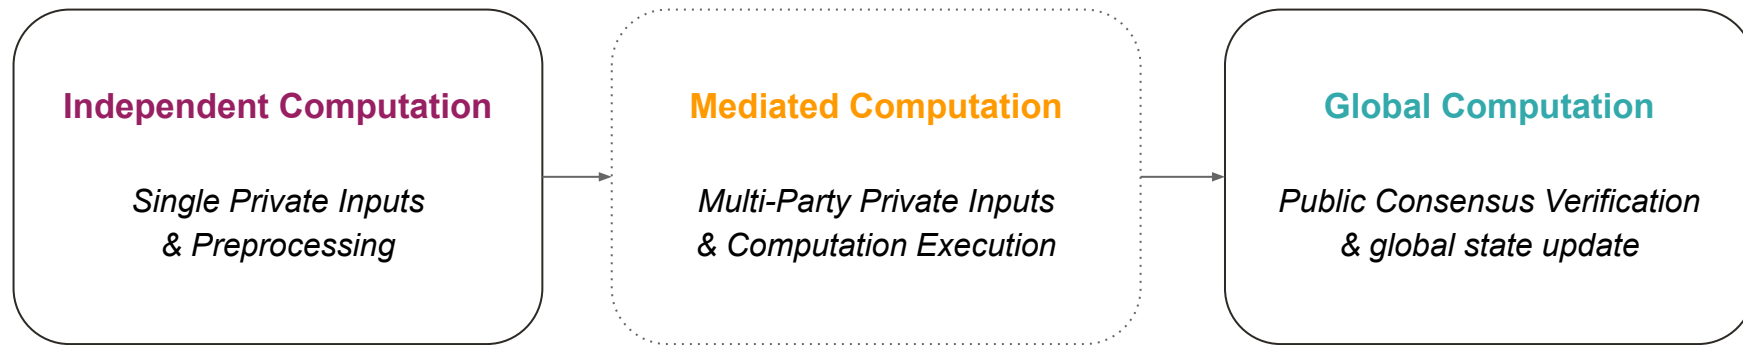 Independent Computation
Single Private Inputs
& Preprocessing
Mediated Computation
Multi-Party Private Inputs
& Computation Execution
Global Computation
Public Consensus Verification
& global state update